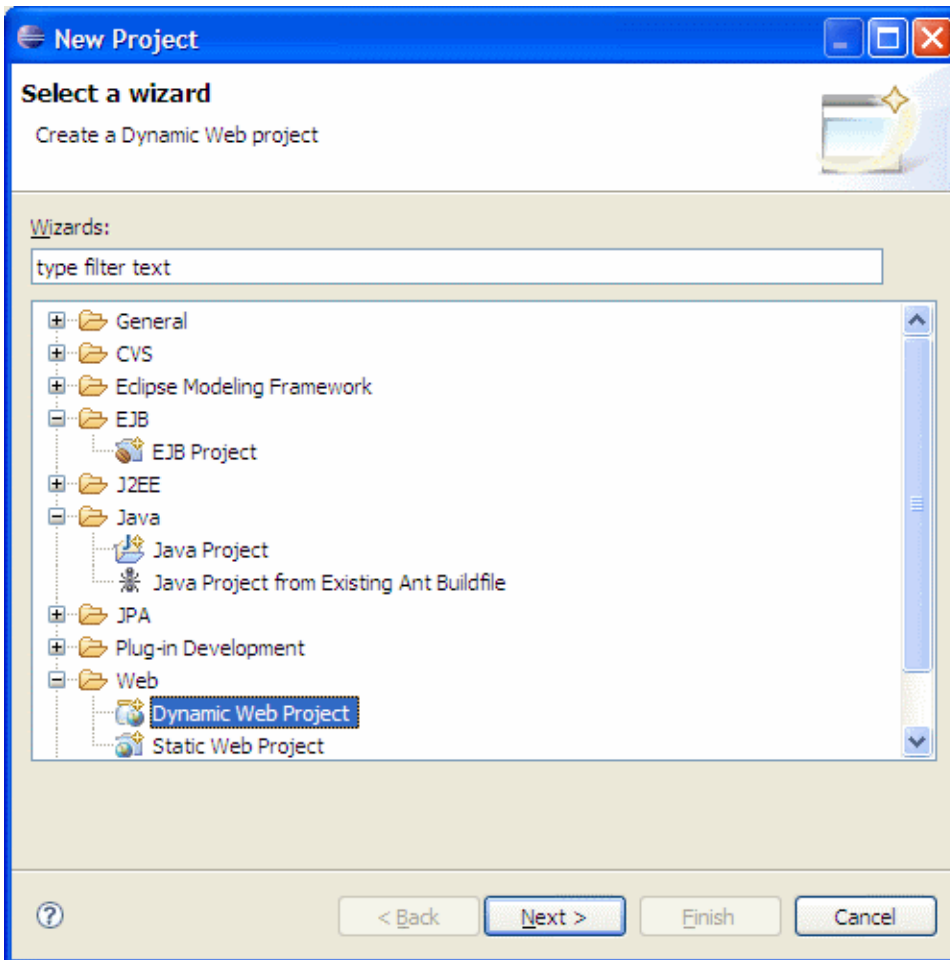 New Project
Select a wizard
Create a Dynamic Web project
Wizards:
type filter text
General
CVS
Eclipse Modeling Framework
EJB
EJB Project
J2EE
Java
Java Project
Java Project from Existing Ant Buildfile
JPA
Plug-in Development
Web
Dynamic Web Project
Static Web Project
? < Back Next > Finish Cancel